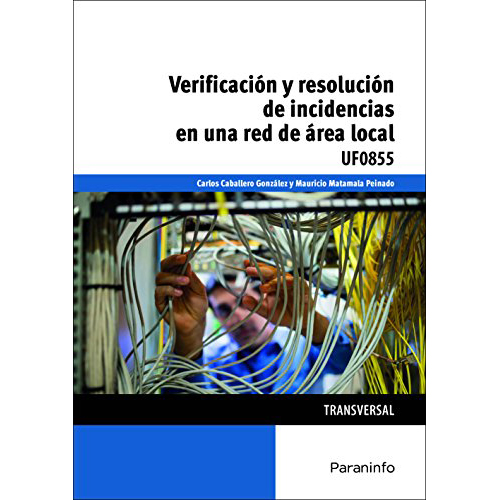 Verificación y resolución
de incidencias
en una red de área local
UF0855
Carlos Caballero González y Mauricio Matamala Peinado
TRANSVERSAL
Paraninfo